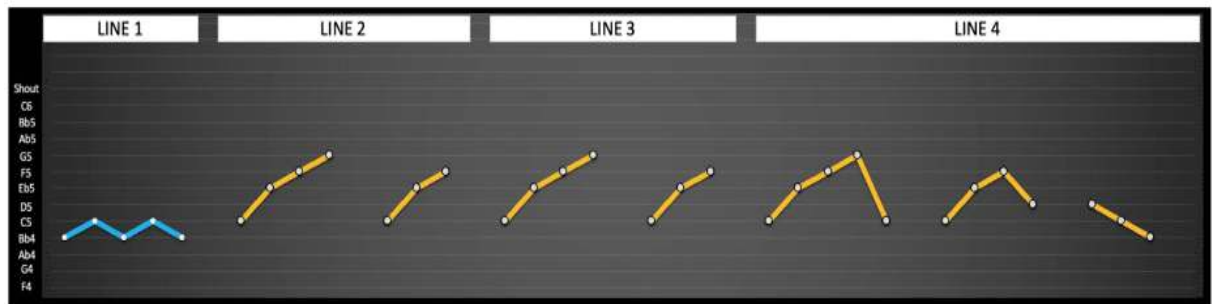 LINE 1 LINE 2 LINE 3 LINE 4
Shout
C6
Bb5
Ab5
G5
F5
Eb5
D5
C5
Bb4
Ab4
G4
F4